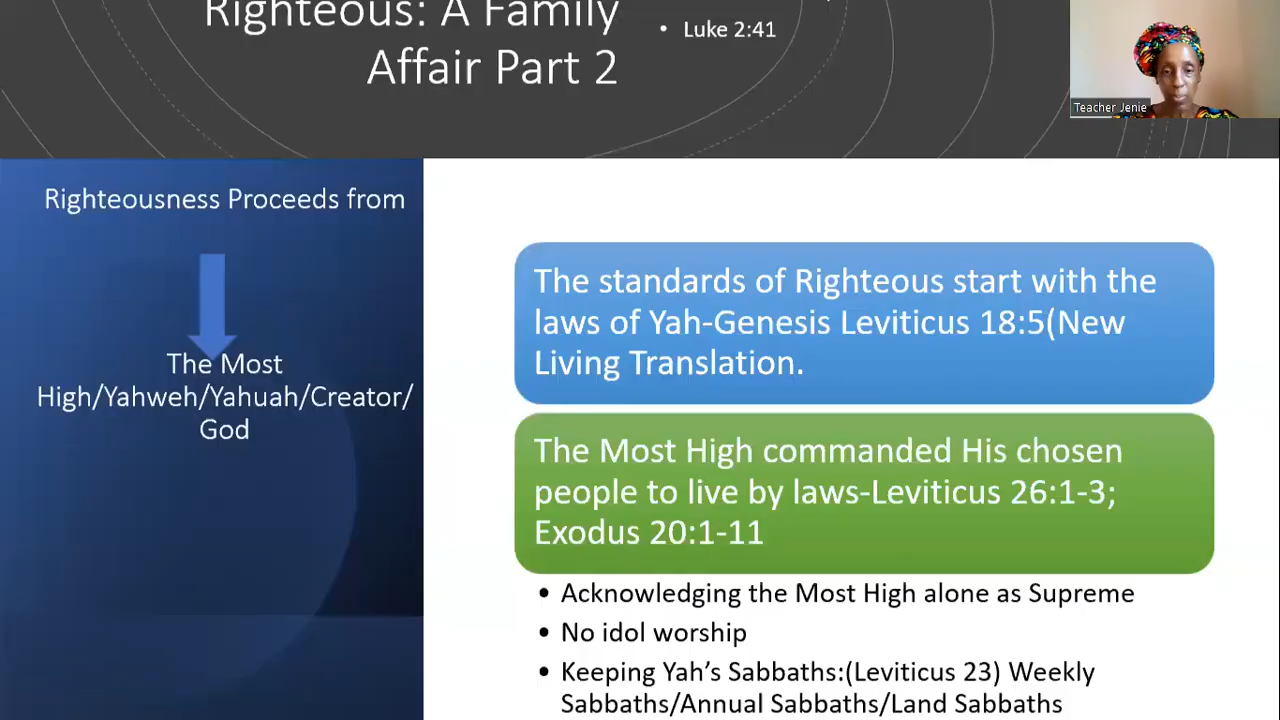 Righteous: A Family
Affair Part 2
• Luke 2:41
Teacher Jenie
Righteousness Proceeds from
The Most
High/Yahweh/Yahuah/Creator/
God
The standards of Righteous start with the
laws of Yah-Genesis Leviticus 18:5(New
Living Translation.
The Most High commanded His chosen
people to live by laws-Leviticus 26:1-3;
Exodus 20:1-11
• Acknowledging the Most High alone as Supreme
• No idol worship
• Keeping Yah’s Sabbaths:(Leviticus 23) Weekly
Sabbaths/Annual Sabbaths/Land Sabbaths